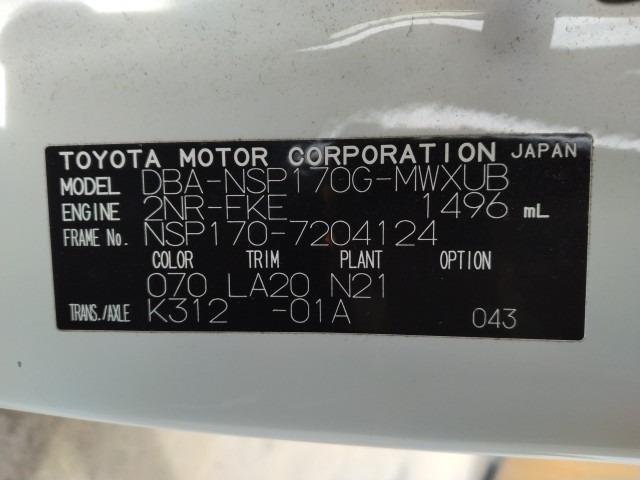 TOYOTA MOTOR CORPORATION JAPAN
MODEL DBA-NSP170G-MWXUB
ENGINE 2NR-FKE 1496 mL
FRAME No. NSP170-7204124
COLOR TRIM PLANT OPTION
070 LA20 N21
TRANS./AXLE K312 -01A 043